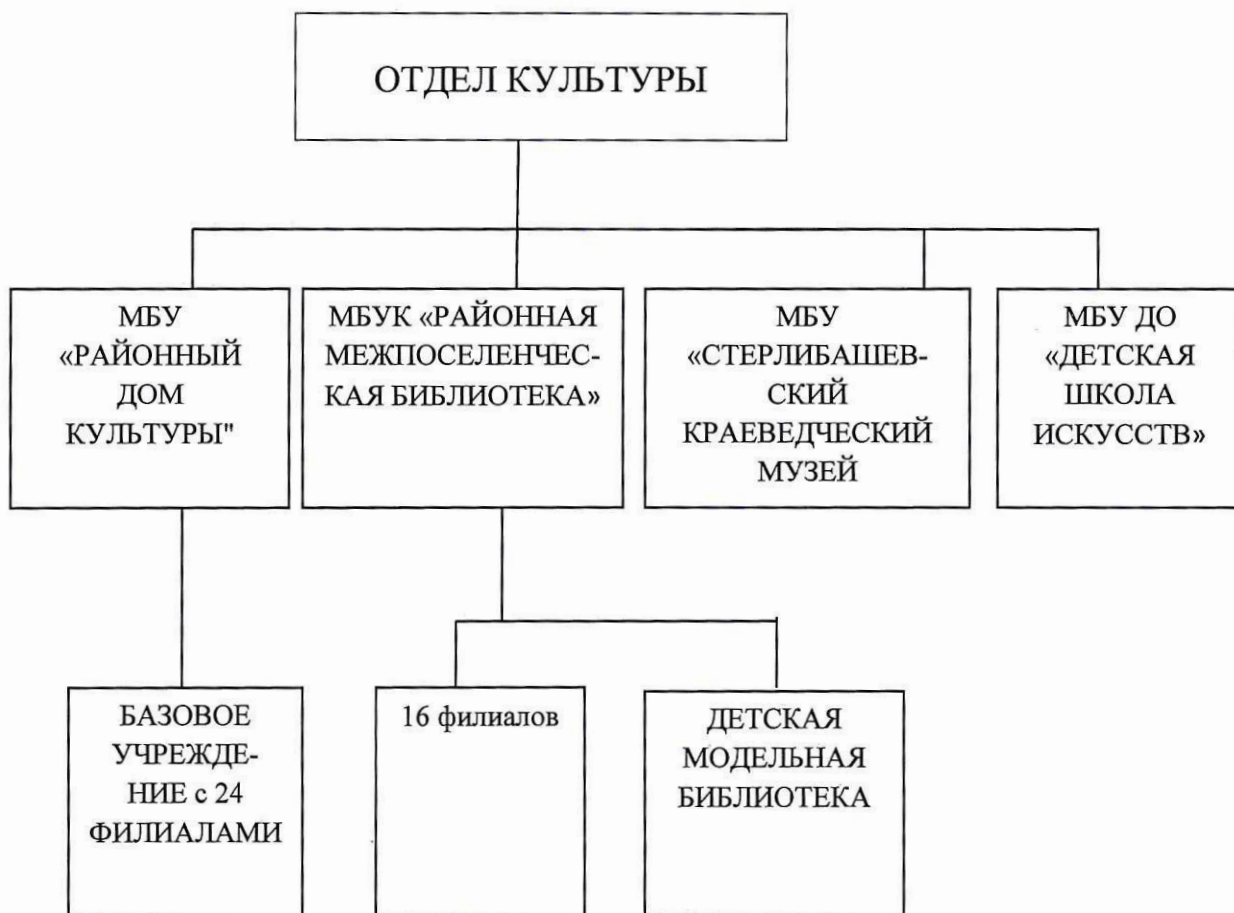 ОТДЕЛ КУЛЬТУРЫ
МБУ
«РАЙОННЫЙ
ДОМ
КУЛЬТУРЫ"
МБУК «РАЙОННАЯ
МЕЖПОСЕЛЕНЧЕС-
КАЯ БИБЛИОТЕКА»
МБУ
«СТЕРЛИБАШЕВ-
СКИЙ
КРАЕВЕДЧЕСКИЙ
МУЗЕЙ
МБУ ДО
«ДЕТСКАЯ
ШКОЛА
ИСКУССТВ»
БАЗОВОЕ
УЧРЕЖДЕ-
НИЕ с 24
ФИЛИАЛАМИ
16 филиалов
ДЕТСКАЯ
МОДЕЛЬНАЯ
БИБЛИОТЕКА